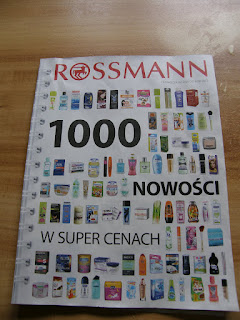 ROSSMANN
1000
NOWOŚCI
W SUPER CENACH